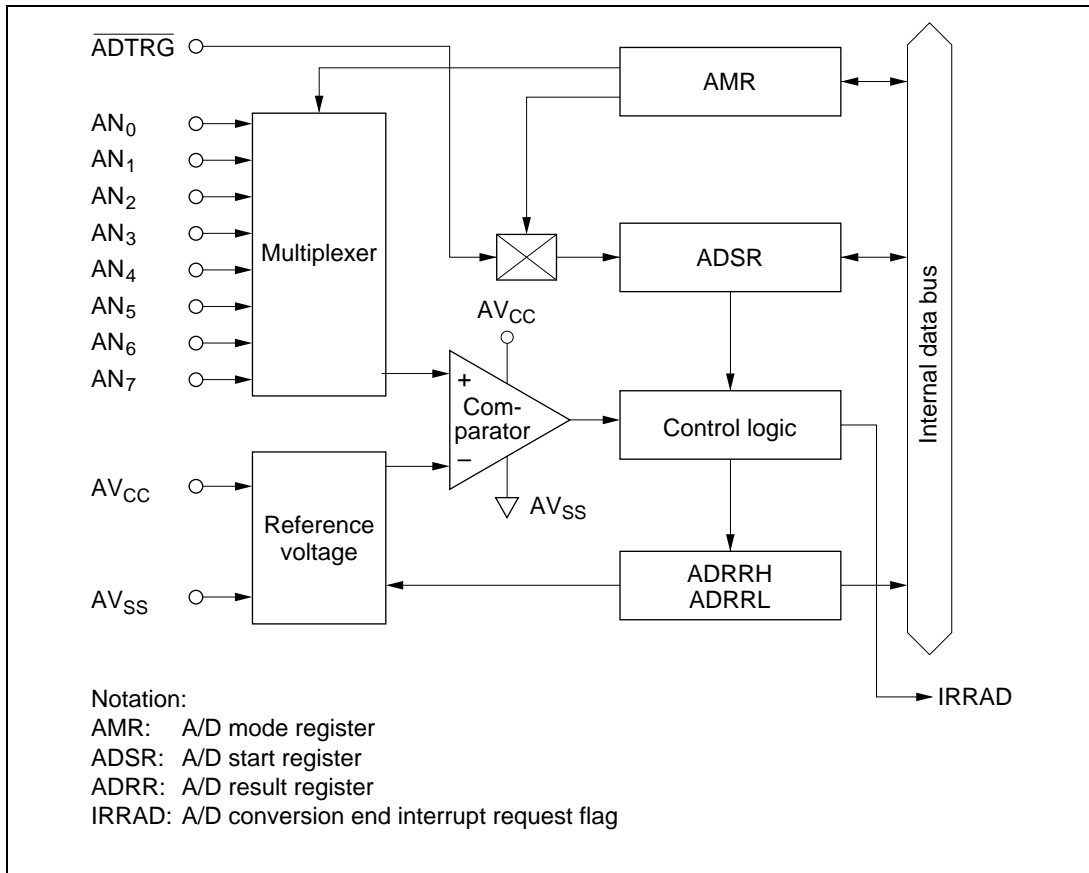 ADTRG
AMR
AN0
AN1
AN2
AN3
AN4
AN5
AN6
AN7
Multiplexer
ADSR
AVCC
+
Com-
parator
−
AVSS
Control logic
Internal data bus
AVCC
Reference
voltage
AVSS
ADRRH
ADRRL
IRRAD
Notation:
AMR: A/D mode register
ADSR: A/D start register
ADRR: A/D result register
IRRAD: A/D conversion end interrupt request flag